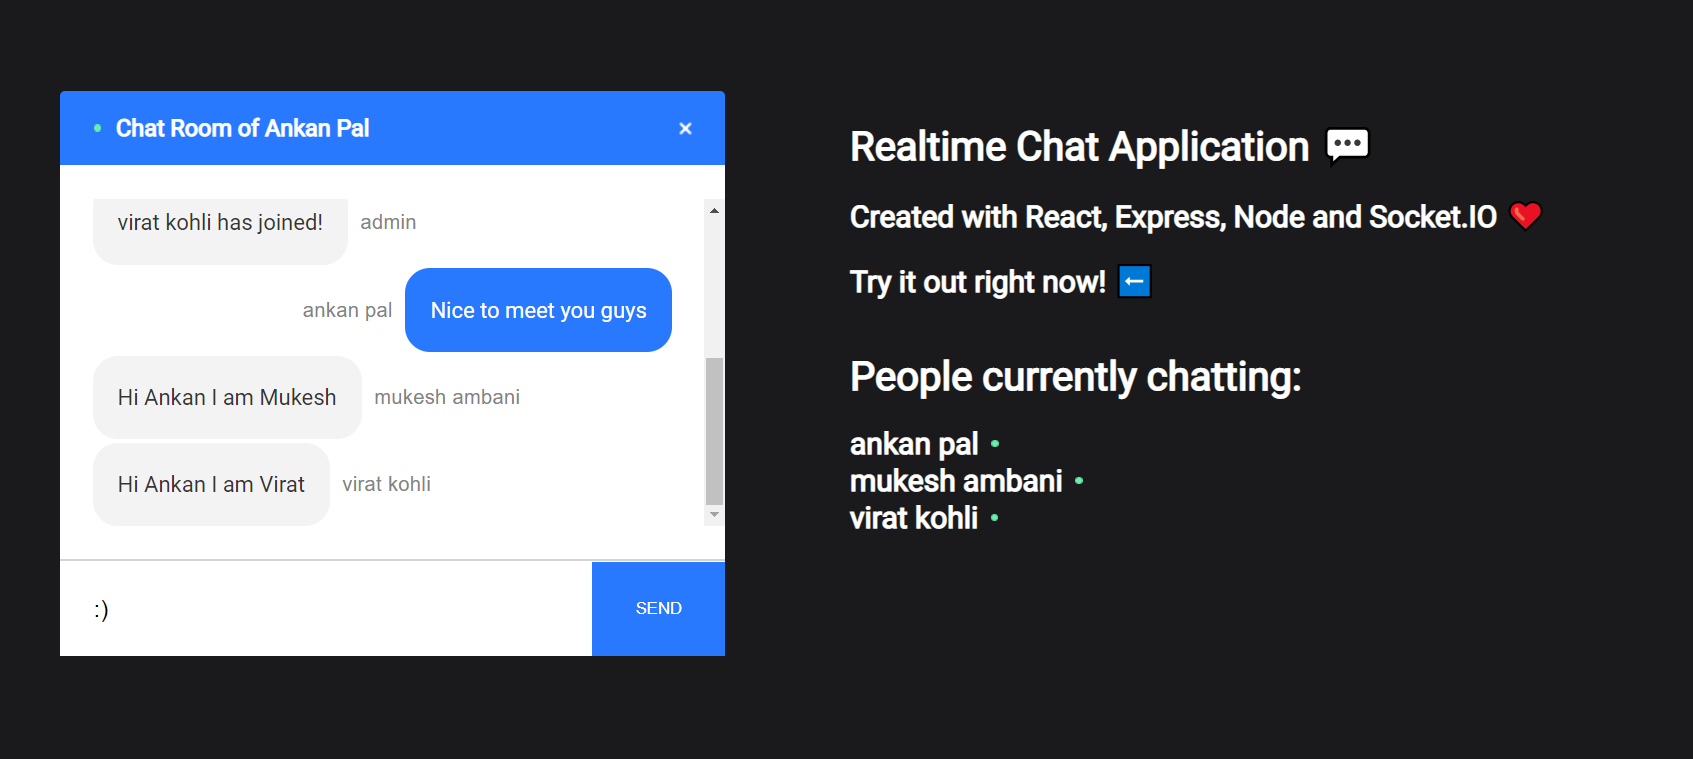 Chat Room of Ankan Pal ×
virat kohli has joined! admin
ankan pal Nice to meet you guys
Hi Ankan I am Mukesh mukesh ambani
Hi Ankan I am Virat virat kohli
:) SEND
Realtime Chat Application 💬
Created with React, Express, Node and Socket.IO ❤️
Try it out right now! ⬅️
People currently chatting:
ankan pal
mukesh ambani
virat kohli